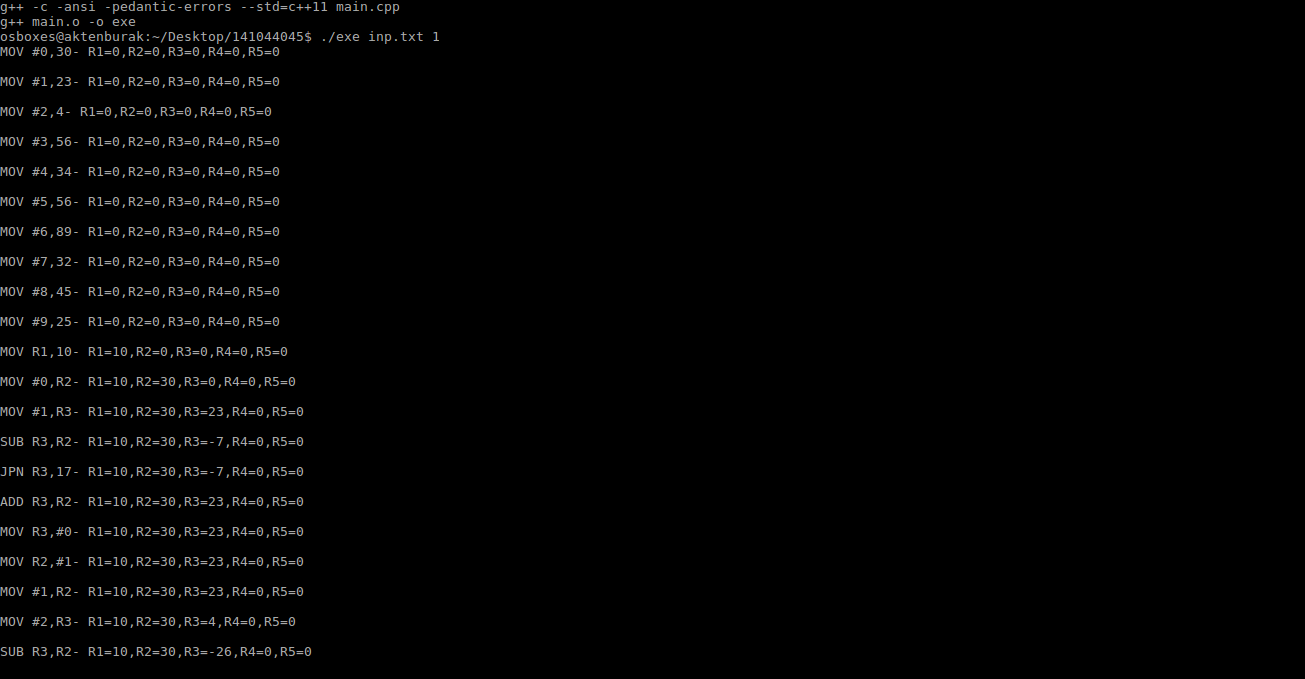 g++ -c -ansi -pedantic-errors --std=c++11 main.cpp
g++ main.o -o exe
osboxes@aktenburak:~/Desktop/141044045$ ./exe inp.txt 1
MOV #0,30- R1=0,R2=0,R3=0,R4=0,R5=0
MOV #1,23- R1=0,R2=0,R3=0,R4=0,R5=0
MOV #2,4- R1=0,R2=0,R3=0,R4=0,R5=0
MOV #3,56- R1=0,R2=0,R3=0,R4=0,R5=0
MOV #4,34- R1=0,R2=0,R3=0,R4=0,R5=0
MOV #5,56- R1=0,R2=0,R3=0,R4=0,R5=0
MOV #6,89- R1=0,R2=0,R3=0,R4=0,R5=0
MOV #7,32- R1=0,R2=0,R3=0,R4=0,R5=0
MOV #8,45- R1=0,R2=0,R3=0,R4=0,R5=0
MOV #9,25- R1=0,R2=0,R3=0,R4=0,R5=0
MOV R1,10- R1=10,R2=0,R3=0,R4=0,R5=0
MOV #0,R2- R1=10,R2=30,R3=0,R4=0,R5=0
MOV #1,R3- R1=10,R2=30,R3=23,R4=0,R5=0
SUB R3,R2- R1=10,R2=30,R3=-7,R4=0,R5=0
JPN R3,17- R1=10,R2=30,R3=-7,R4=0,R5=0
ADD R3,R2- R1=10,R2=30,R3=23,R4=0,R5=0
MOV R3,#0- R1=10,R2=30,R3=23,R4=0,R5=0
MOV R2,#1- R1=10,R2=30,R3=23,R4=0,R5=0
MOV #1,R2- R1=10,R2=30,R3=23,R4=0,R5=0
MOV #2,R3- R1=10,R2=30,R3=4,R4=0,R5=0
SUB R3,R2- R1=10,R2=30,R3=-26,R4=0,R5=0